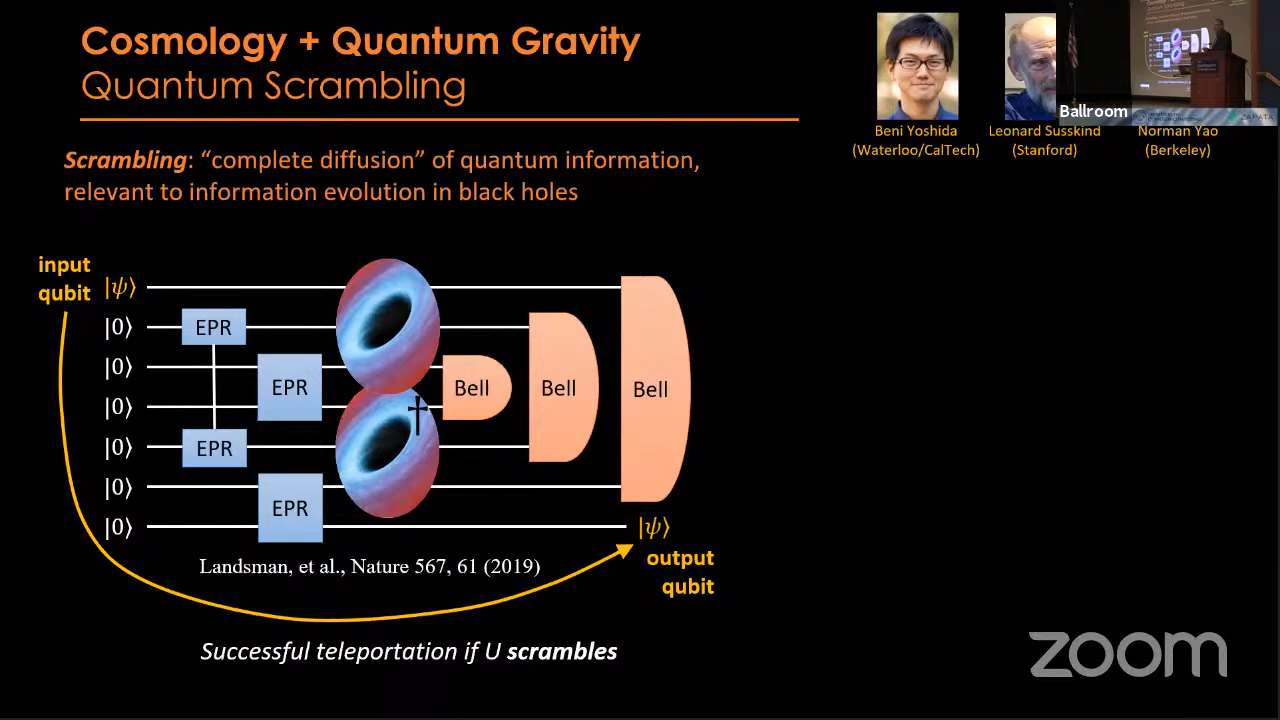 Cosmology + Quantum Gravity
Quantum Scrambling
Scrambling: “complete diffusion” of quantum information,
relevant to information evolution in black holes
Beni Yoshida
(Waterloo/CalTech)
Leonard Susskind
(Stanford)
Norman Yao
(Berkeley)
Ballroom
ZAPATA
input
qubit
|ψ⟩
|0⟩
|0⟩
|0⟩
|0⟩
|0⟩
|0⟩
EPR
EPR
EPR
EPR
†
Bell
Bell
Bell
|ψ⟩
output
qubit
Landsman, et al., Nature 567, 61 (2019)
Successful teleportation if U scrambles
zoom